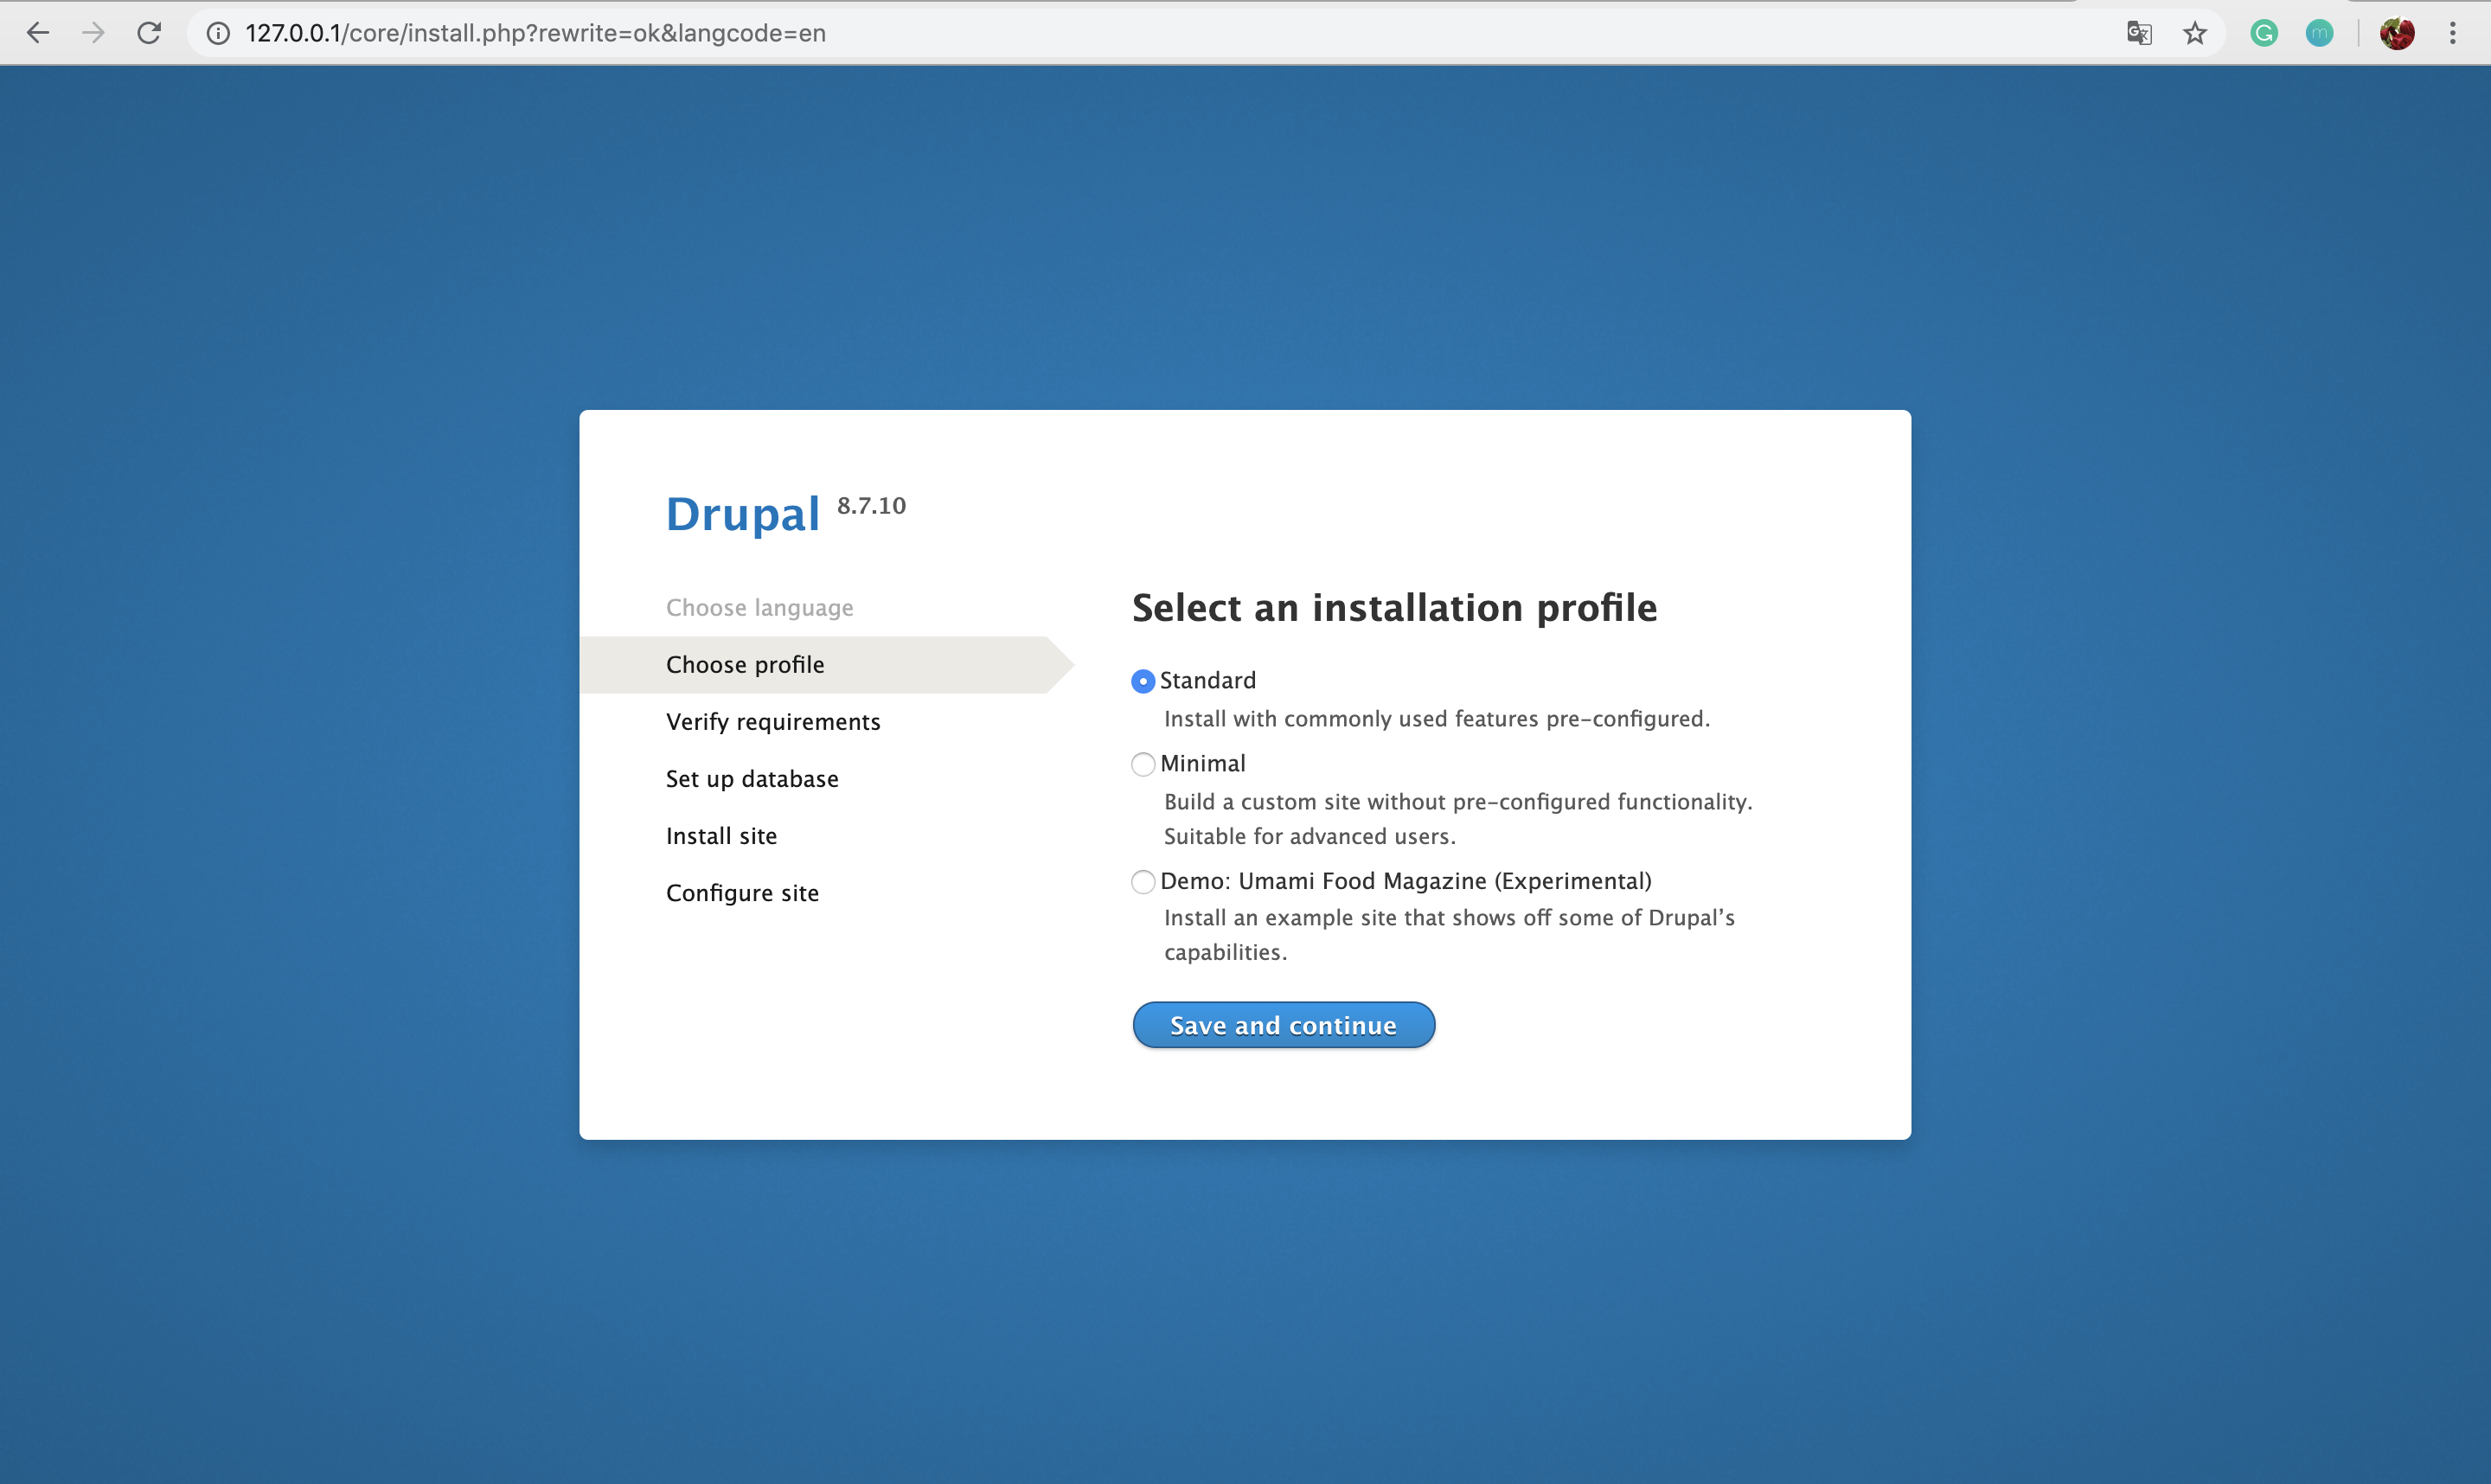 127.0.0.1/core/install.php?rewrite=ok&langcode=en
Drupal 8.7.10
Choose language
Choose profile
Verify requirements
Set up database
Install site
Configure site
Select an installation profile
Standard
Install with commonly used features pre-configured.
Minimal
Build a custom site without pre-configured functionality.
Suitable for advanced users.
Demo: Umami Food Magazine (Experimental)
Install an example site that shows off some of Drupal’s
capabilities.
Save and continue